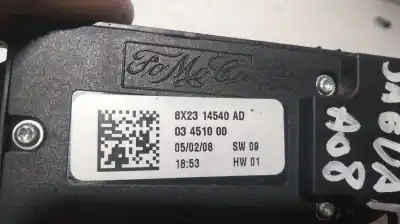 FoMoCo
8X23 14540 AD
03 4510 00
05/02/08 SW 09
18:53 HW 01
JAGUAR
A08